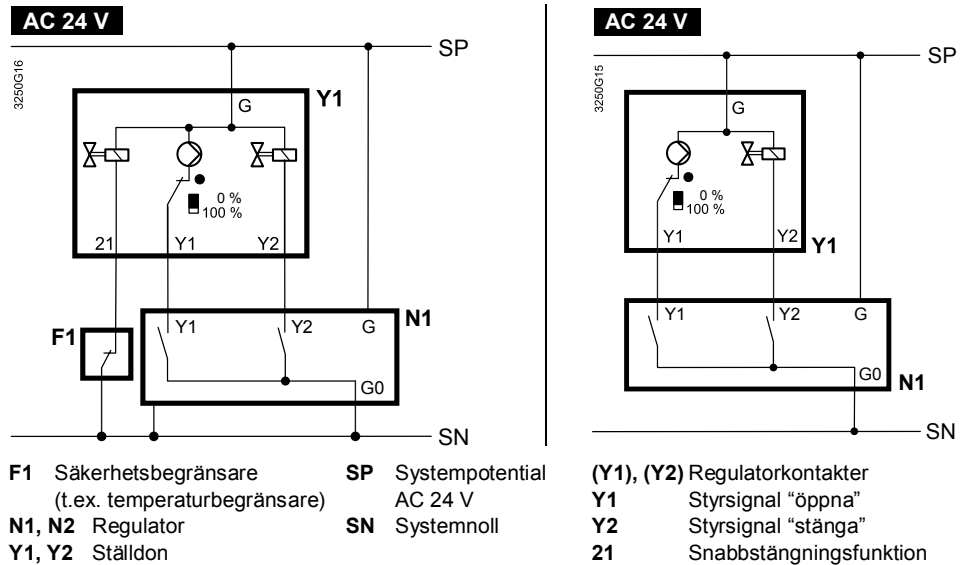 AC 24 V
SP
3250G16
Y1
G
0 %
100 %
21 Y1 Y2
F1
N1
Y1 Y2 G
G0
SN
AC 24 V
SP
3250G15
G
0 %
100 %
Y1 Y2
Y1
Y1 Y2 G
G0
N1
SN
F1 Säkerhetsbegränsare
(t.ex. temperaturbegränsare)
N1, N2 Regulator
Y1, Y2 Ställdon
SP Systempotential
AC 24 V
SN Systemnoll
(Y1), (Y2) Regulatorkontakter
Y1 Styrsignal “öppna”
Y2 Styrsignal “stänga”
21 Snabbstängningsfunktion